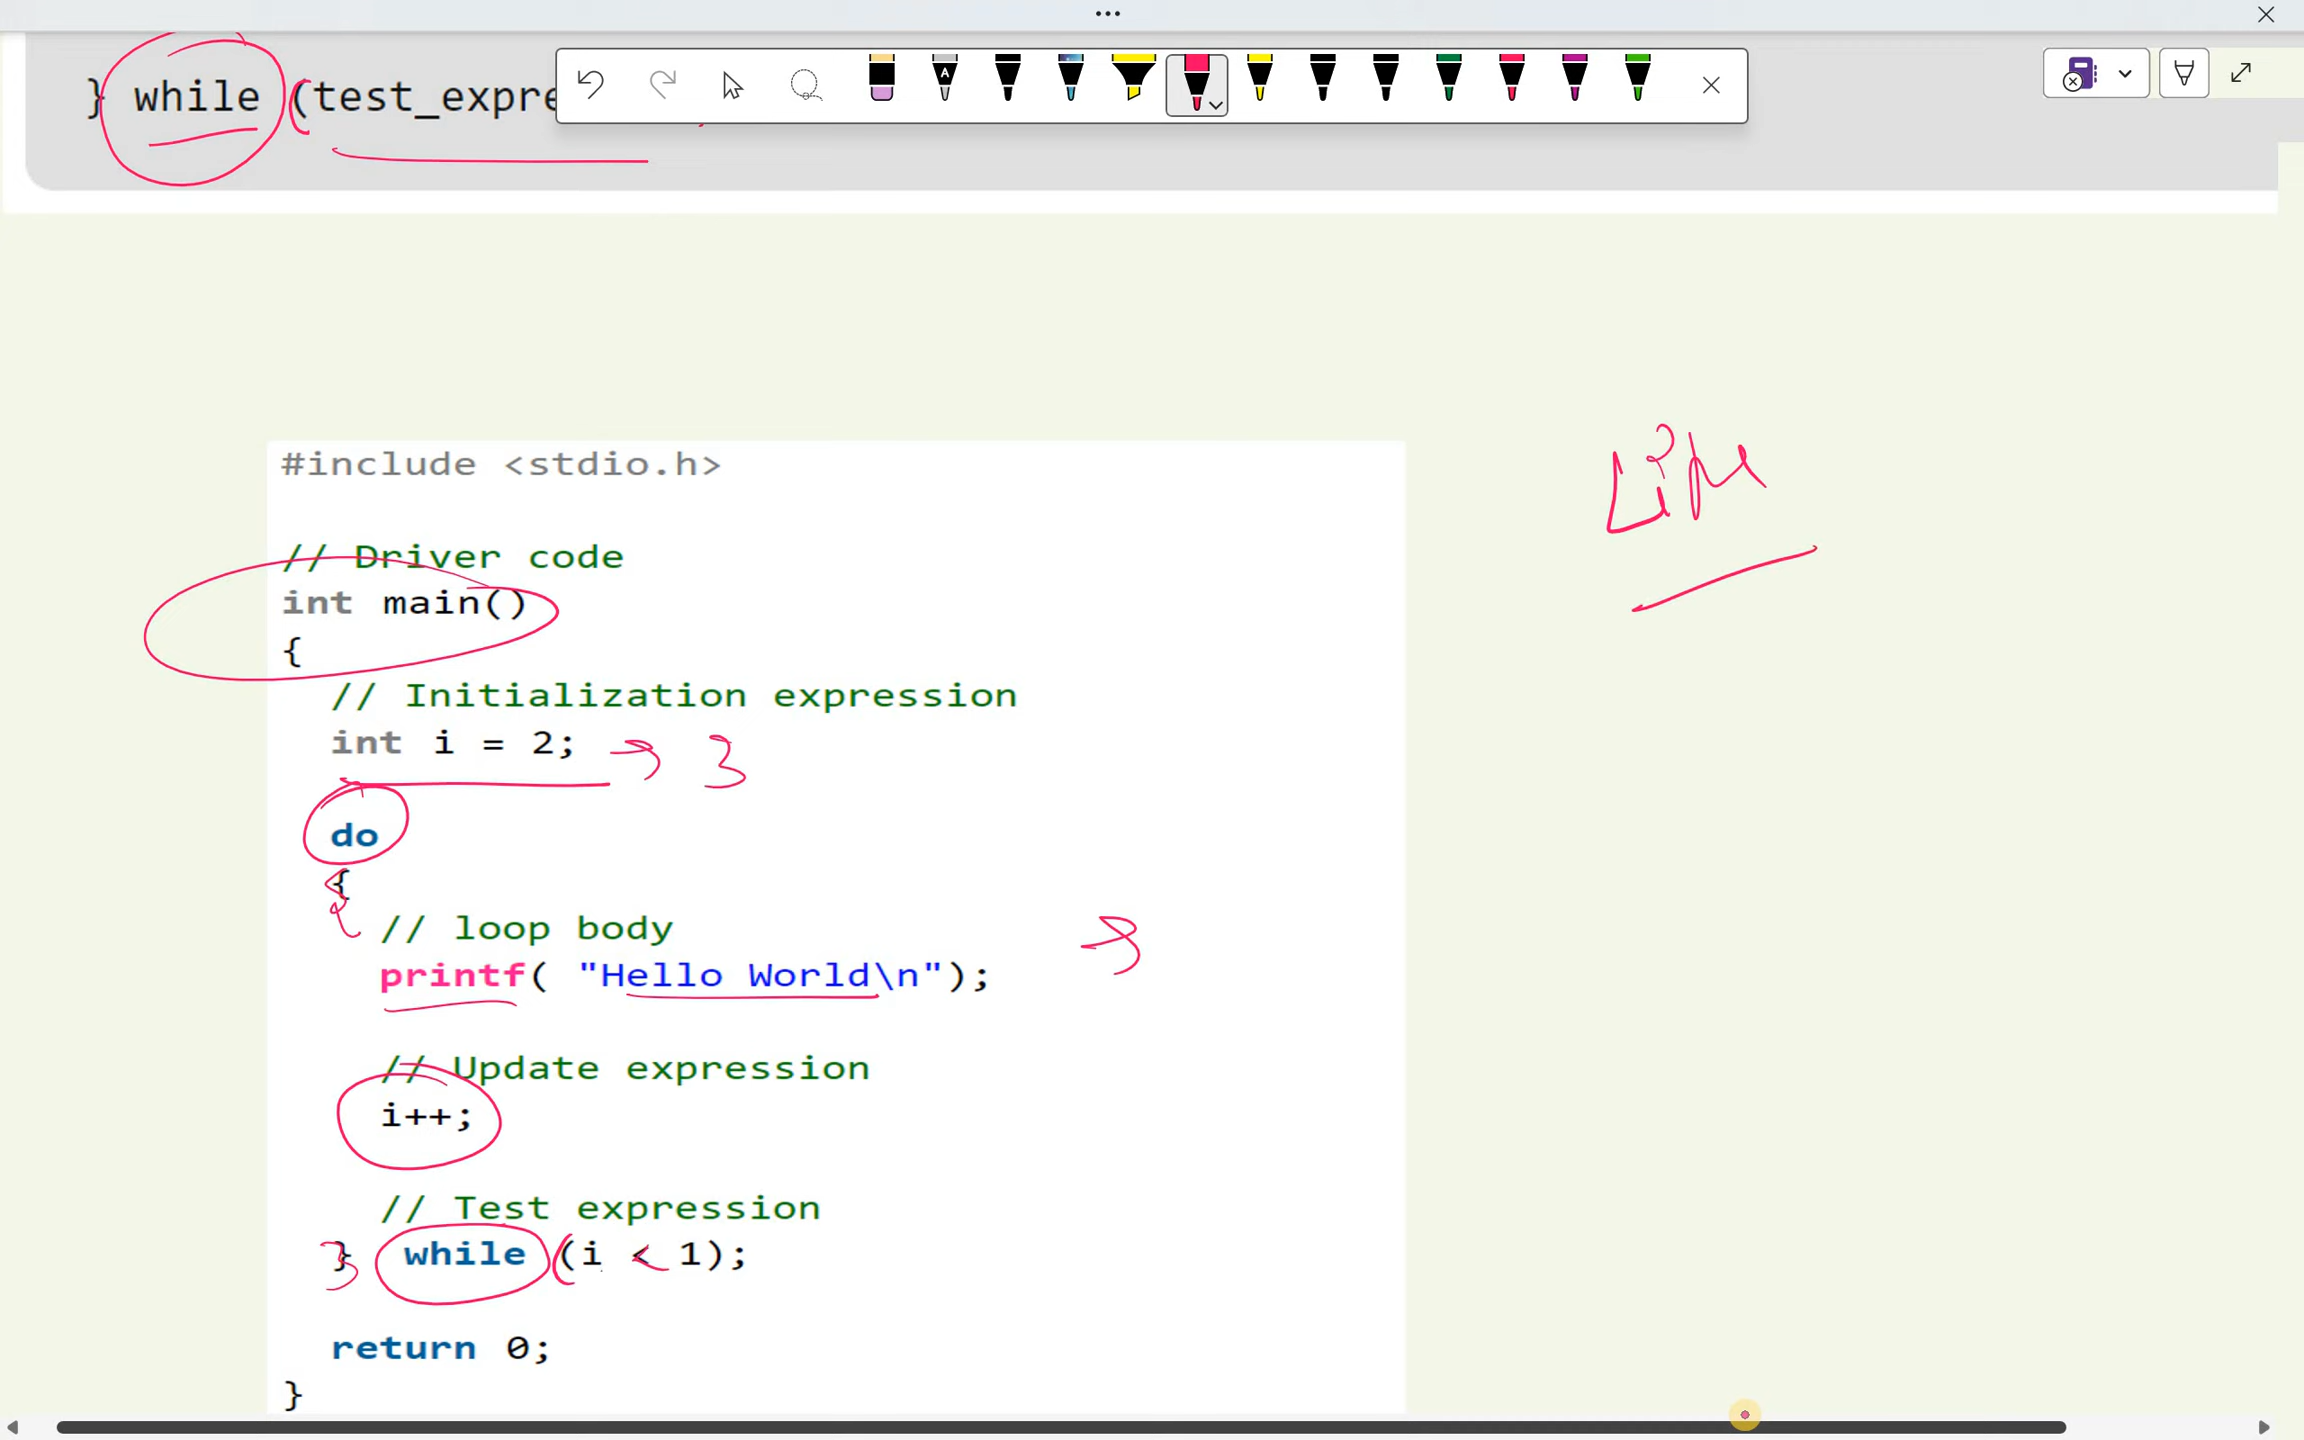 } while (test_expre
#include <stdio.h>
// Driver code
int main()
{
// Initialization expression
int i = 2; → 3
do
{
// loop body
printf( "Hello World\n");
// Update expression
i++;
// Test expression
} while (i < 1);
return 0;
}